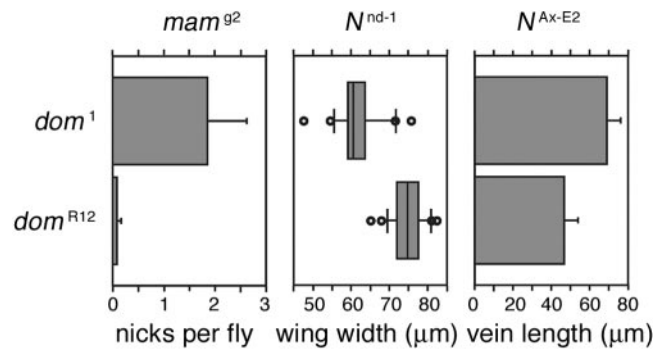 mam^g2 N^nd-1 N^Ax-E2
dom^1
dom^R12
0 1 2 3 50 60 70 80 0 20 40 60 80
nicks per fly wing width (μm) vein length (μm)